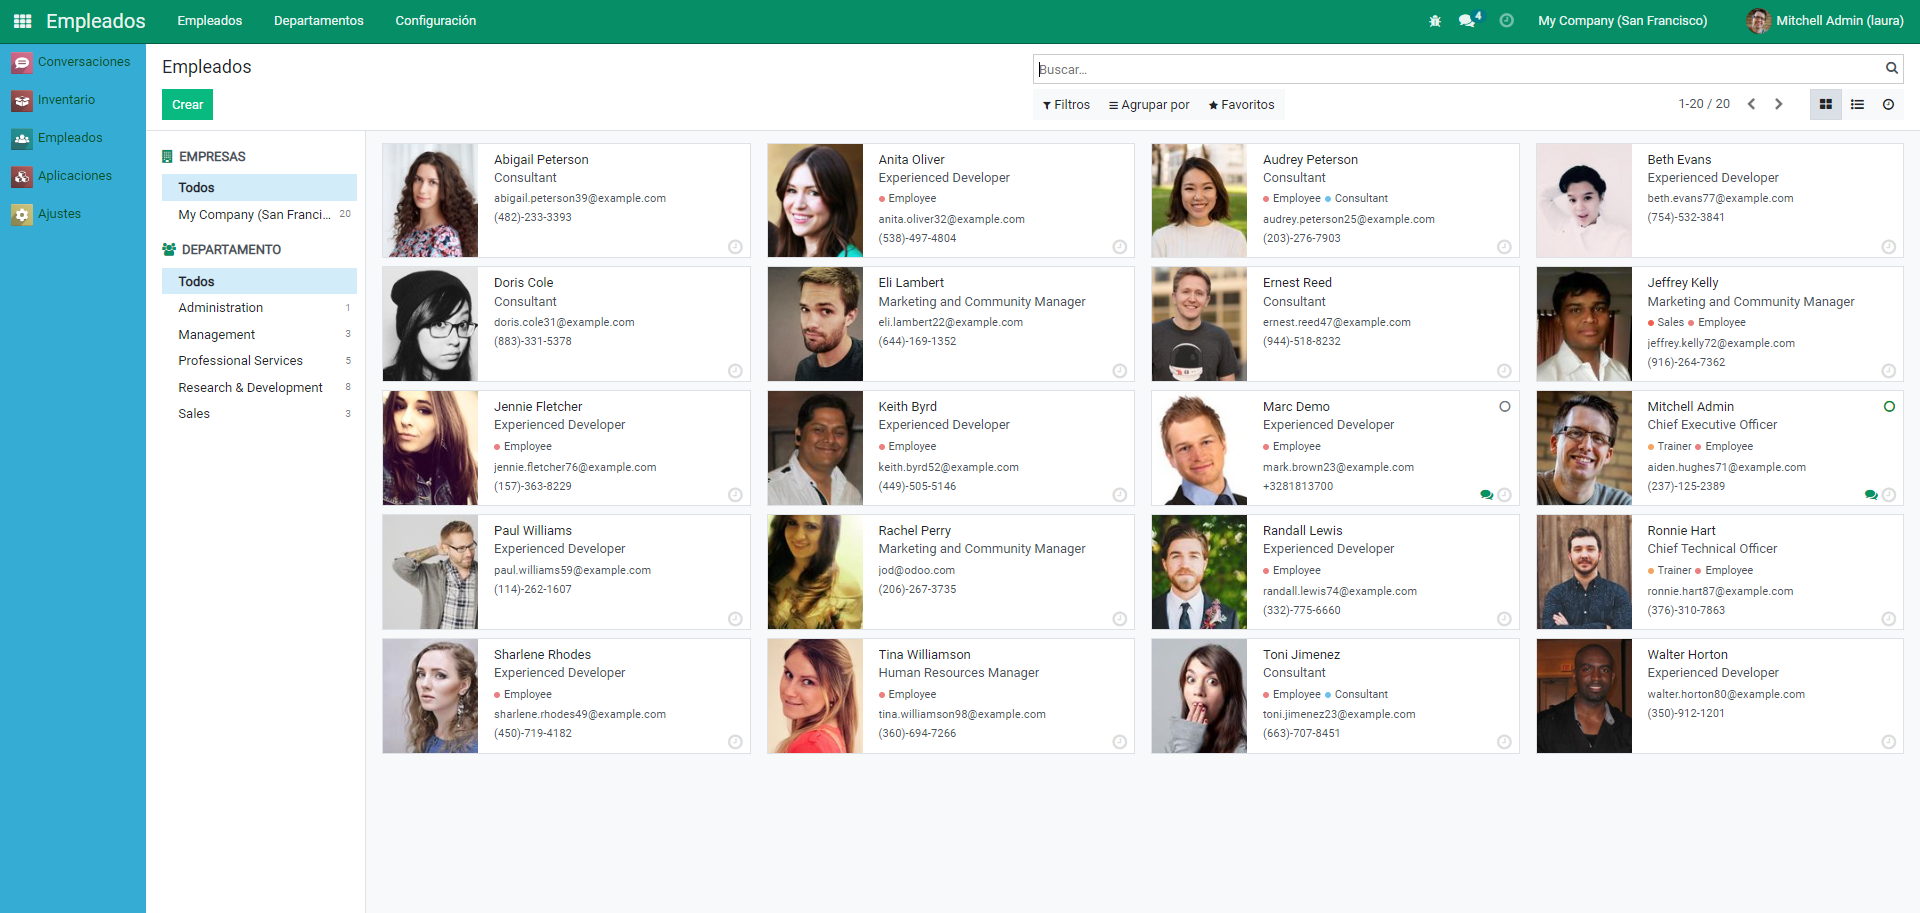 Empleados Empleados Departamentos Configuración 4 My Company (San Francisco) Mitchell Admin (laura)
Conversaciones
Inventario
Empleados
Aplicaciones
Ajustes
Empleados
Buscar...
Crear
Filtros Agrupar por Favoritos 1-20 / 20
EMPRESAS
Todos
My Company (San Franci... 20
DEPARTAMENTO
Todos
Administration 1
Management 3
Professional Services 5
Research & Development 8
Sales 3
Abigail Peterson
Consultant
abigail.peterson39@example.com
(482)-233-3393
Anita Oliver
Experienced Developer
Employee
anita.oliver32@example.com
(538)-497-4804
Audrey Peterson
Consultant
Employee Consultant
audrey.peterson25@example.com
(203)-276-7903
Beth Evans
Experienced Developer
beth.evans77@example.com
(754)-532-3841
Doris Cole
Consultant
doris.cole31@example.com
(883)-331-5378
Eli Lambert
Marketing and Community Manager
eli.lambert22@example.com
(644)-169-1352
Ernest Reed
Consultant
ernest.reed47@example.com
(944)-518-8232
Jeffrey Kelly
Marketing and Community Manager
Sales Employee
jeffrey.kelly72@example.com
(916)-264-7362
Jennie Fletcher
Experienced Developer
Employee
jennie.fletcher76@example.com
(157)-363-8229
Keith Byrd
Experienced Developer
Employee
keith.byrd52@example.com
(449)-505-5146
Marc Demo
Experienced Developer
Employee
mark.brown23@example.com
+3281813700
Mitchell Admin
Chief Executive Officer
Trainer Employee
aiden.hughes71@example.com
(237)-125-2389
Paul Williams
Experienced Developer
paul.williams59@example.com
(114)-262-1607
Rachel Perry
Marketing and Community Manager
jod@odoo.com
(206)-267-3735
Randall Lewis
Experienced Developer
Employee
randall.lewis74@example.com
(332)-775-6660
Ronnie Hart
Chief Technical Officer
Trainer Employee
ronnie.hart87@example.com
(376)-310-7863
Sharlene Rhodes
Experienced Developer
Employee
sharlene.rhodes49@example.com
(450)-719-4182
Tina Williamson
Human Resources Manager
Employee
tina.williamson98@example.com
(360)-694-7266
Toni Jimenez
Consultant
Employee Consultant
toni.jimenez23@example.com
(663)-707-8451
Walter Horton
Experienced Developer
walter.horton80@example.com
(350)-912-1201